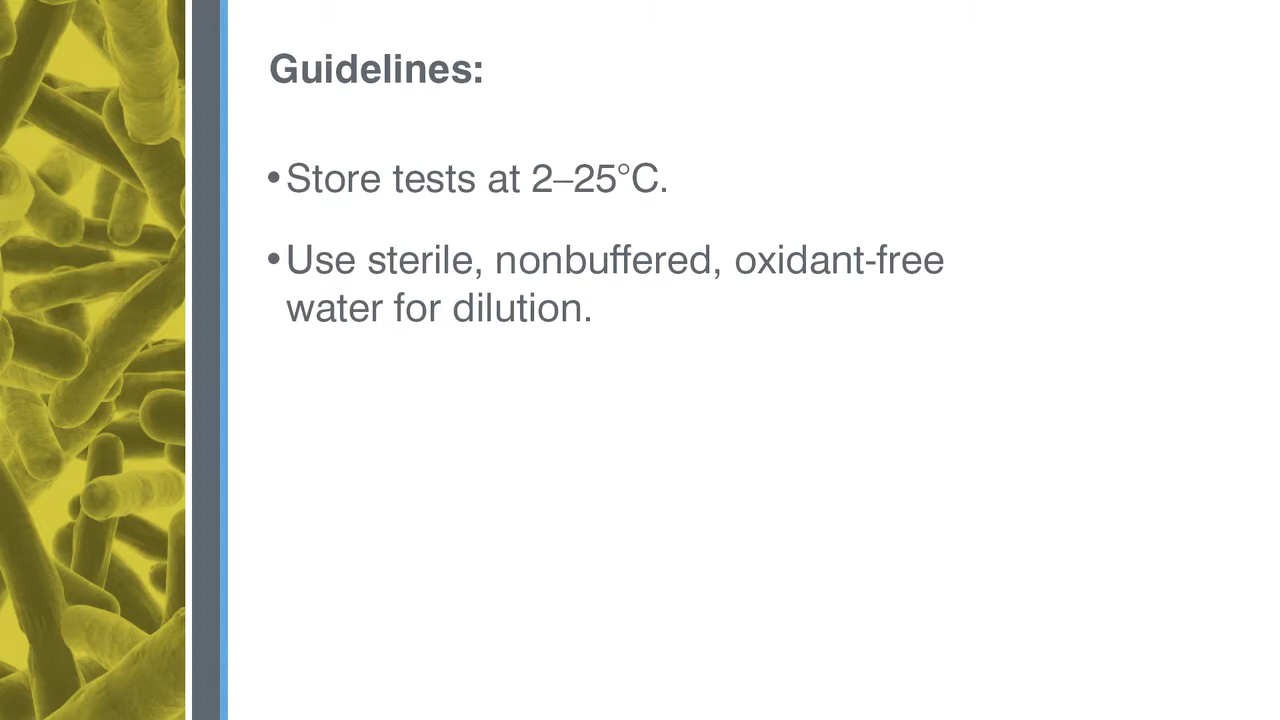 Guidelines:
•Store tests at 2–25°C.
•Use sterile, nonbuffered, oxidant-free
water for dilution.